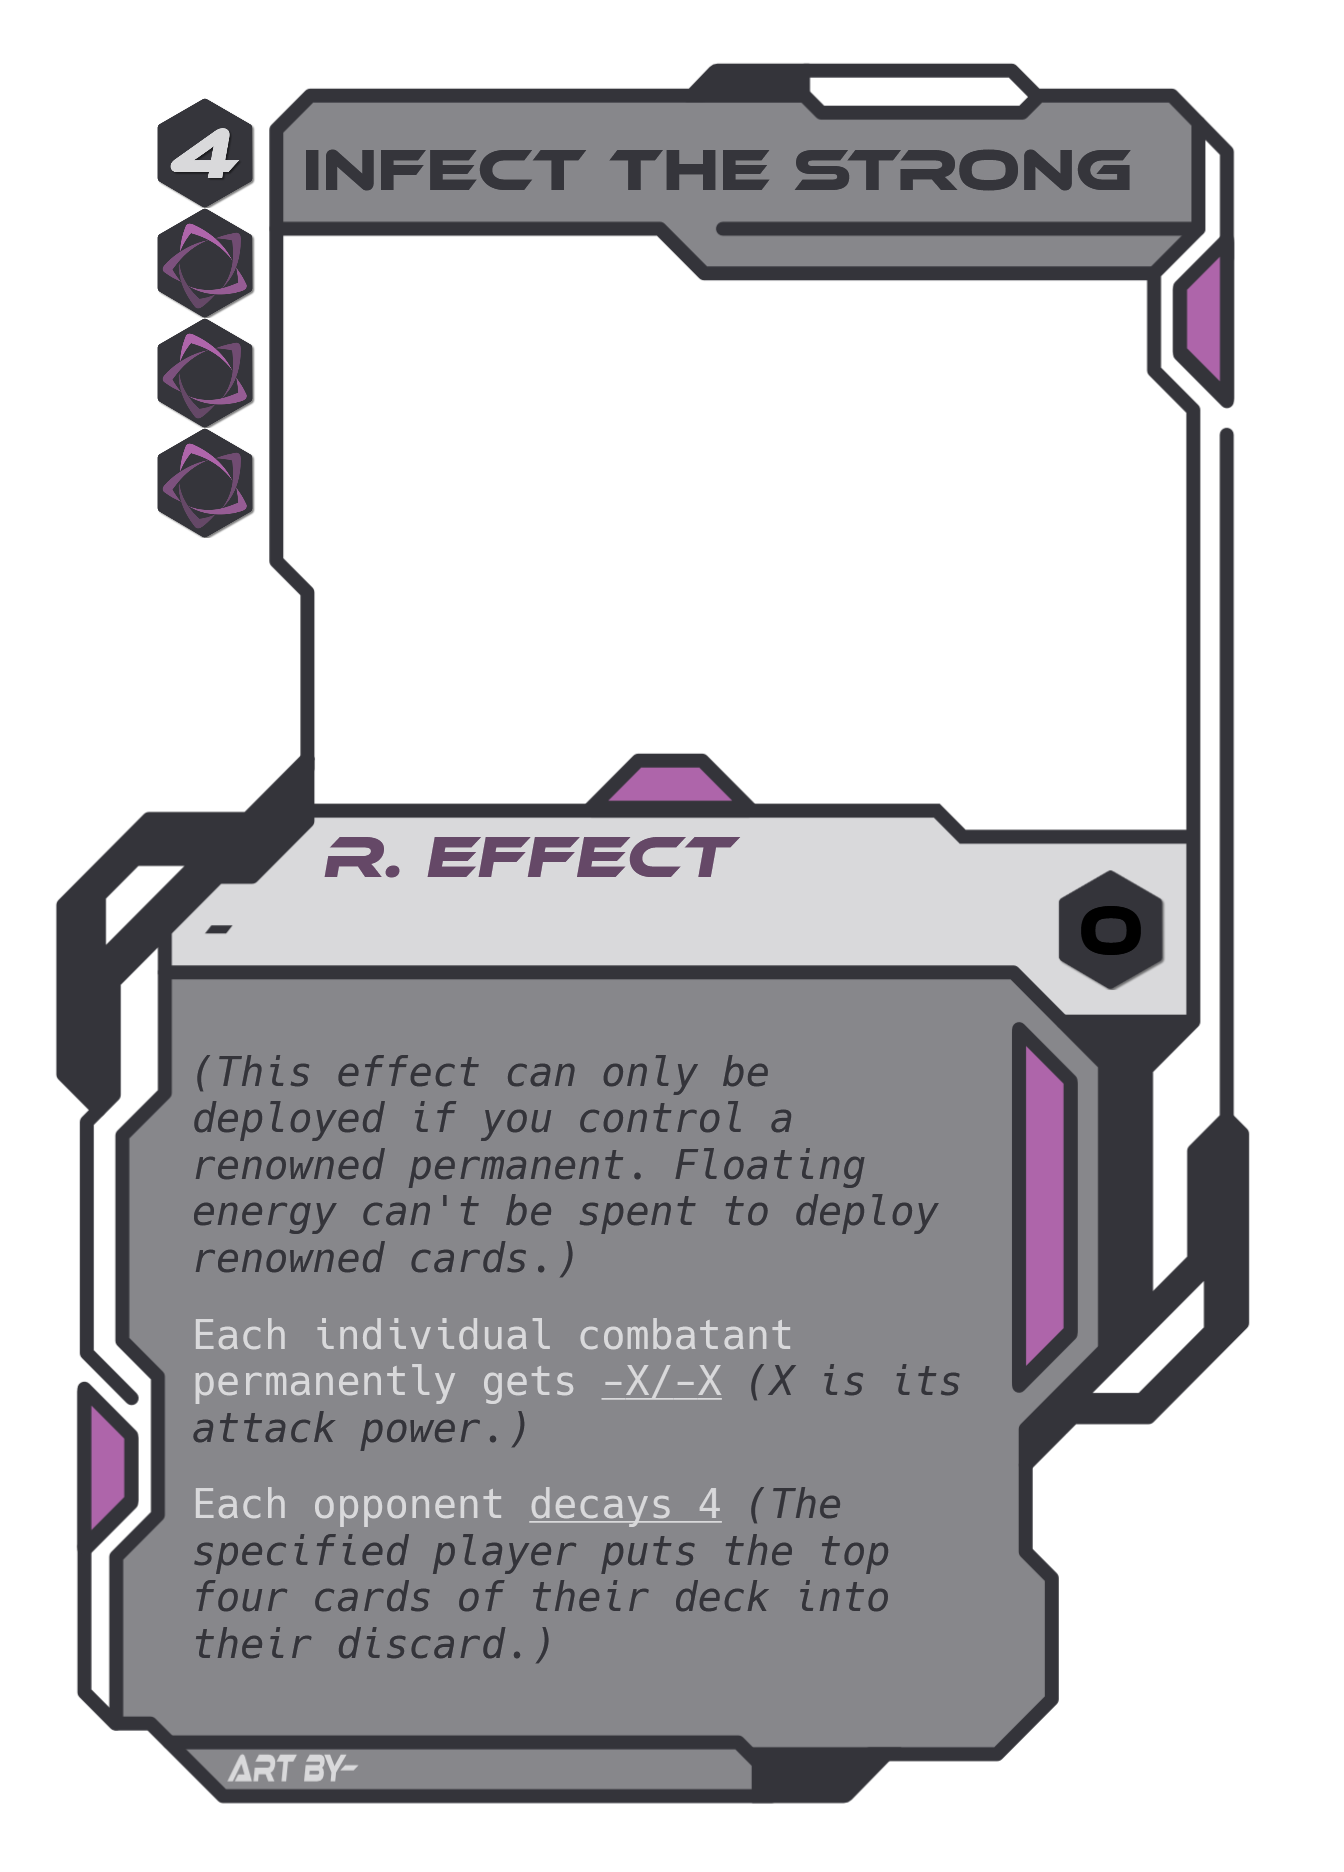 4
INFECT THE STRONG
R. EFFECT
-
0
(This effect can only be
deployed if you control a
renowned permanent. Floating
energy can't be spent to deploy
renowned cards.)
Each individual combatant
permanently gets -X/-X (X is its
attack power.)
Each opponent decays 4 (The
specified player puts the top
four cards of their deck into
their discard.)
ART BY-